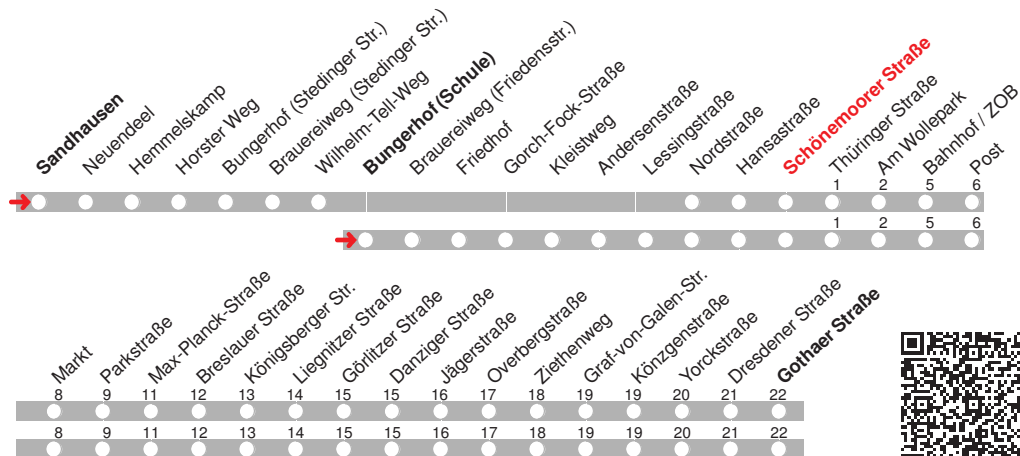 Sandhausen
Neuendeel
Hemmelskamp
Horster Weg
Bungerhof (Stedinger Str.)
Brauereiweg (Stedinger Str.)
Wilhelm-Tell-Weg
Bungerhof (Schule)
Brauereiweg (Friedensstr.)
Friedhof
Gorch-Fock-Straße
Kleistweg
Andersenstraße
Lessingstraße
Nordstraße
Hansastraße
Schönemoorer Straße
Thüringer Straße
Am Wollepark
Bahnhof / ZOB
Post
1 2 5 6
1 2 5 6
Markt
Parkstraße
Max-Planck-Straße
Breslauer Straße
Königsberger Str.
Liegnitzer Straße
Görlitzer Straße
Danziger Straße
Jägerstraße
Overbergstraße
Ziethenweg
Graf-von-Galen-Str.
Könzgenstraße
Yorckstraße
Dresdener Straße
Gothaer Straße
8 9 11 12 13 14 15 15 16 17 18 19 19 20 21 22
8 9 11 12 13 14 15 15 16 17 18 19 19 20 21 22